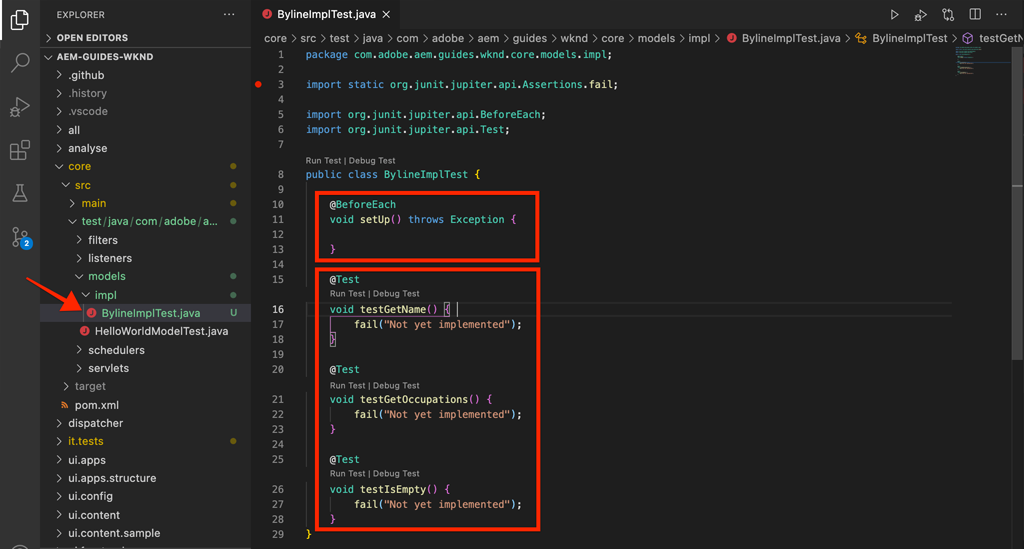 EXPLORER
OPEN EDITORS
AEM-GUIDES-WKND
.github
.history
.vscode
all
analyse
core
src
main
test/java/com/adobe/a...
filters
listeners
models
impl
BylineImplTest.java U
HelloWorldModelTest.java
schedulers
servlets
target
pom.xml
dispatcher
it.tests
ui.apps
ui.apps.structure
ui.config
ui.content
ui.content.sample
2
BylineImplTest.java
core > src > test > java > com > adobe > aem > guides > wknd > core > models > impl > BylineImplTest.java > BylineImplTest > testGetN
1 package com.adobe.aem.guides.wknd.core.models.impl;
2
3 import static org.junit.jupiter.api.Assertions.fail;
4
5 import org.junit.jupiter.api.BeforeEach;
6 import org.junit.jupiter.api.Test;
7
Run Test | Debug Test
8 public class BylineImplTest {
9
10 @BeforeEach
11 void setUp() throws Exception {
12
13 }
14
15 @Test
Run Test | Debug Test
16 void testGetName() {
17 fail("Not yet implemented");
18 }
19
20 @Test
Run Test | Debug Test
21 void testGetOccupations() {
22 fail("Not yet implemented");
23 }
24
25 @Test
Run Test | Debug Test
26 void testIsEmpty() {
27 fail("Not yet implemented");
28 }
29 }